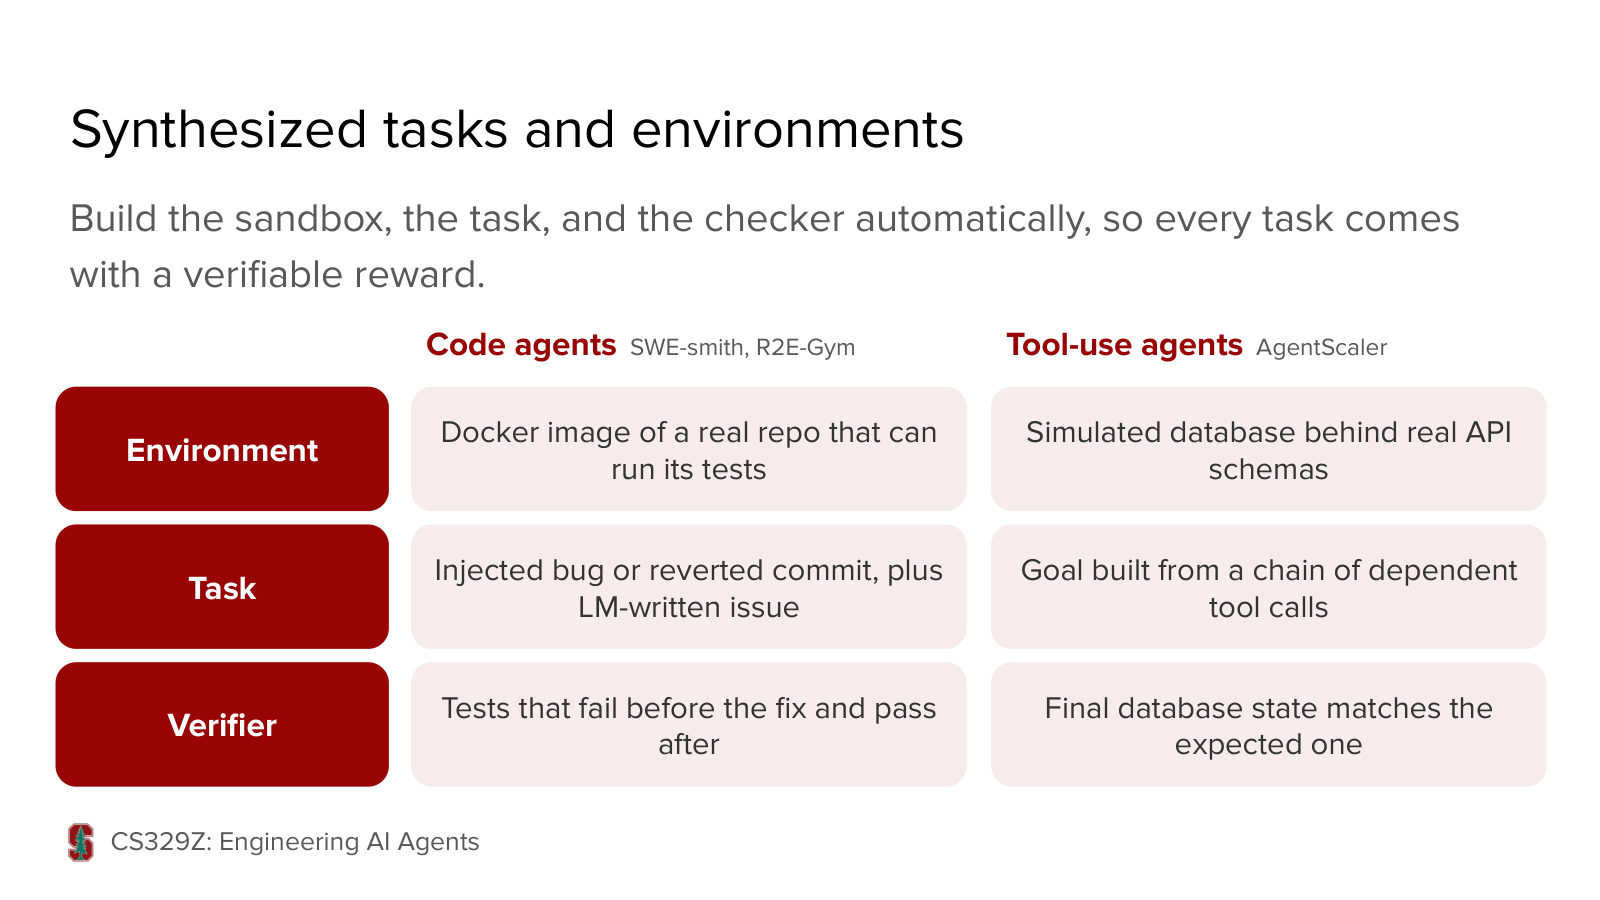 Synthesized tasks and environments
Build the sandbox, the task, and the checker automatically, so every task comes
with a verifiable reward.
Code agents SWE-smith, R2E-Gym
Tool-use agents AgentScaler
Environment
Docker image of a real repo that can
run its tests
Simulated database behind real API
schemas
Task
Injected bug or reverted commit, plus
LM-written issue
Goal built from a chain of dependent
tool calls
Verifier
Tests that fail before the fix and pass
after
Final database state matches the
expected one
CS329Z: Engineering AI Agents